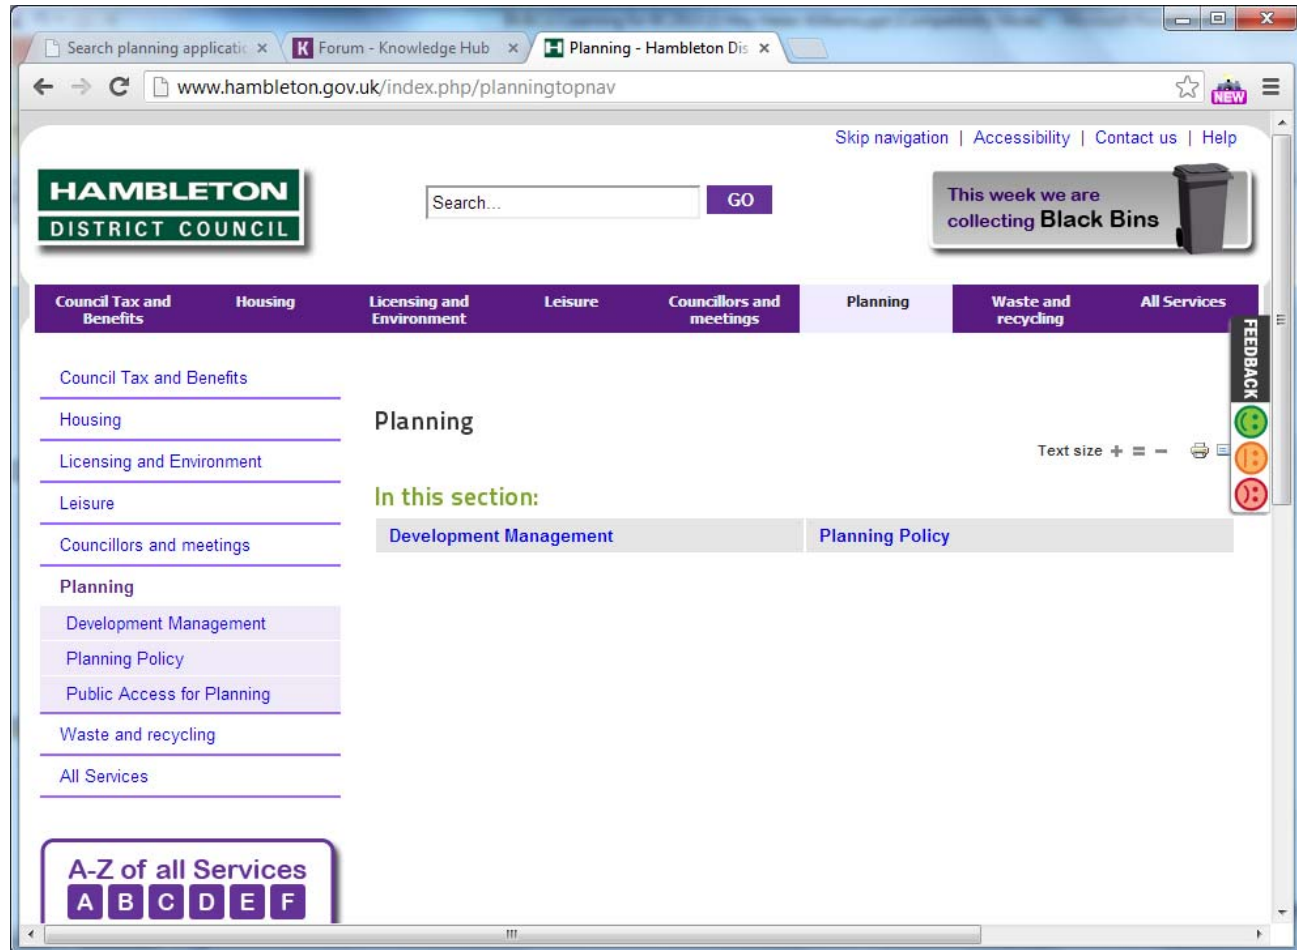 Search planning applicatic
Forum - Knowledge Hub
Planning - Hambleton Dis
www.hambleton.gov.uk/index.php/planningtopnav
NEW
Skip navigation | Accessibility | Contact us | Help
HAMBLETON
DISTRICT COUNCIL
Search...
GO
This week we are
collecting Black Bins
Council Tax and
Benefits
Housing
Licensing and
Environment
Leisure
Councillors and
meetings
Planning
Waste and
recycling
All Services
FEEDBACK
Council Tax and Benefits
Housing
Licensing and Environment
Leisure
Councillors and meetings
Planning
Development Management
Planning Policy
Public Access for Planning
Waste and recycling
All Services
Planning
Text size + = -
In this section:
Development Management
Planning Policy
A-Z of all Services
A B C D E F